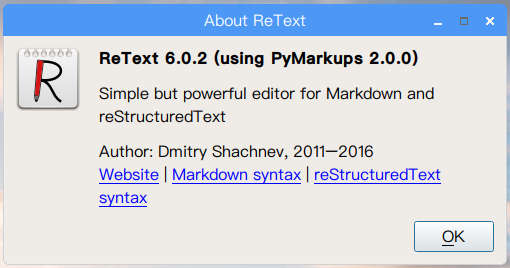 About ReText
ReText 6.0.2 (using PyMarkups 2.0.0)
Simple but powerful editor for Markdown and
reStructuredText
Author: Dmitry Shachnev, 2011—2016
Website | Markdown syntax | reStructuredText
syntax
OK